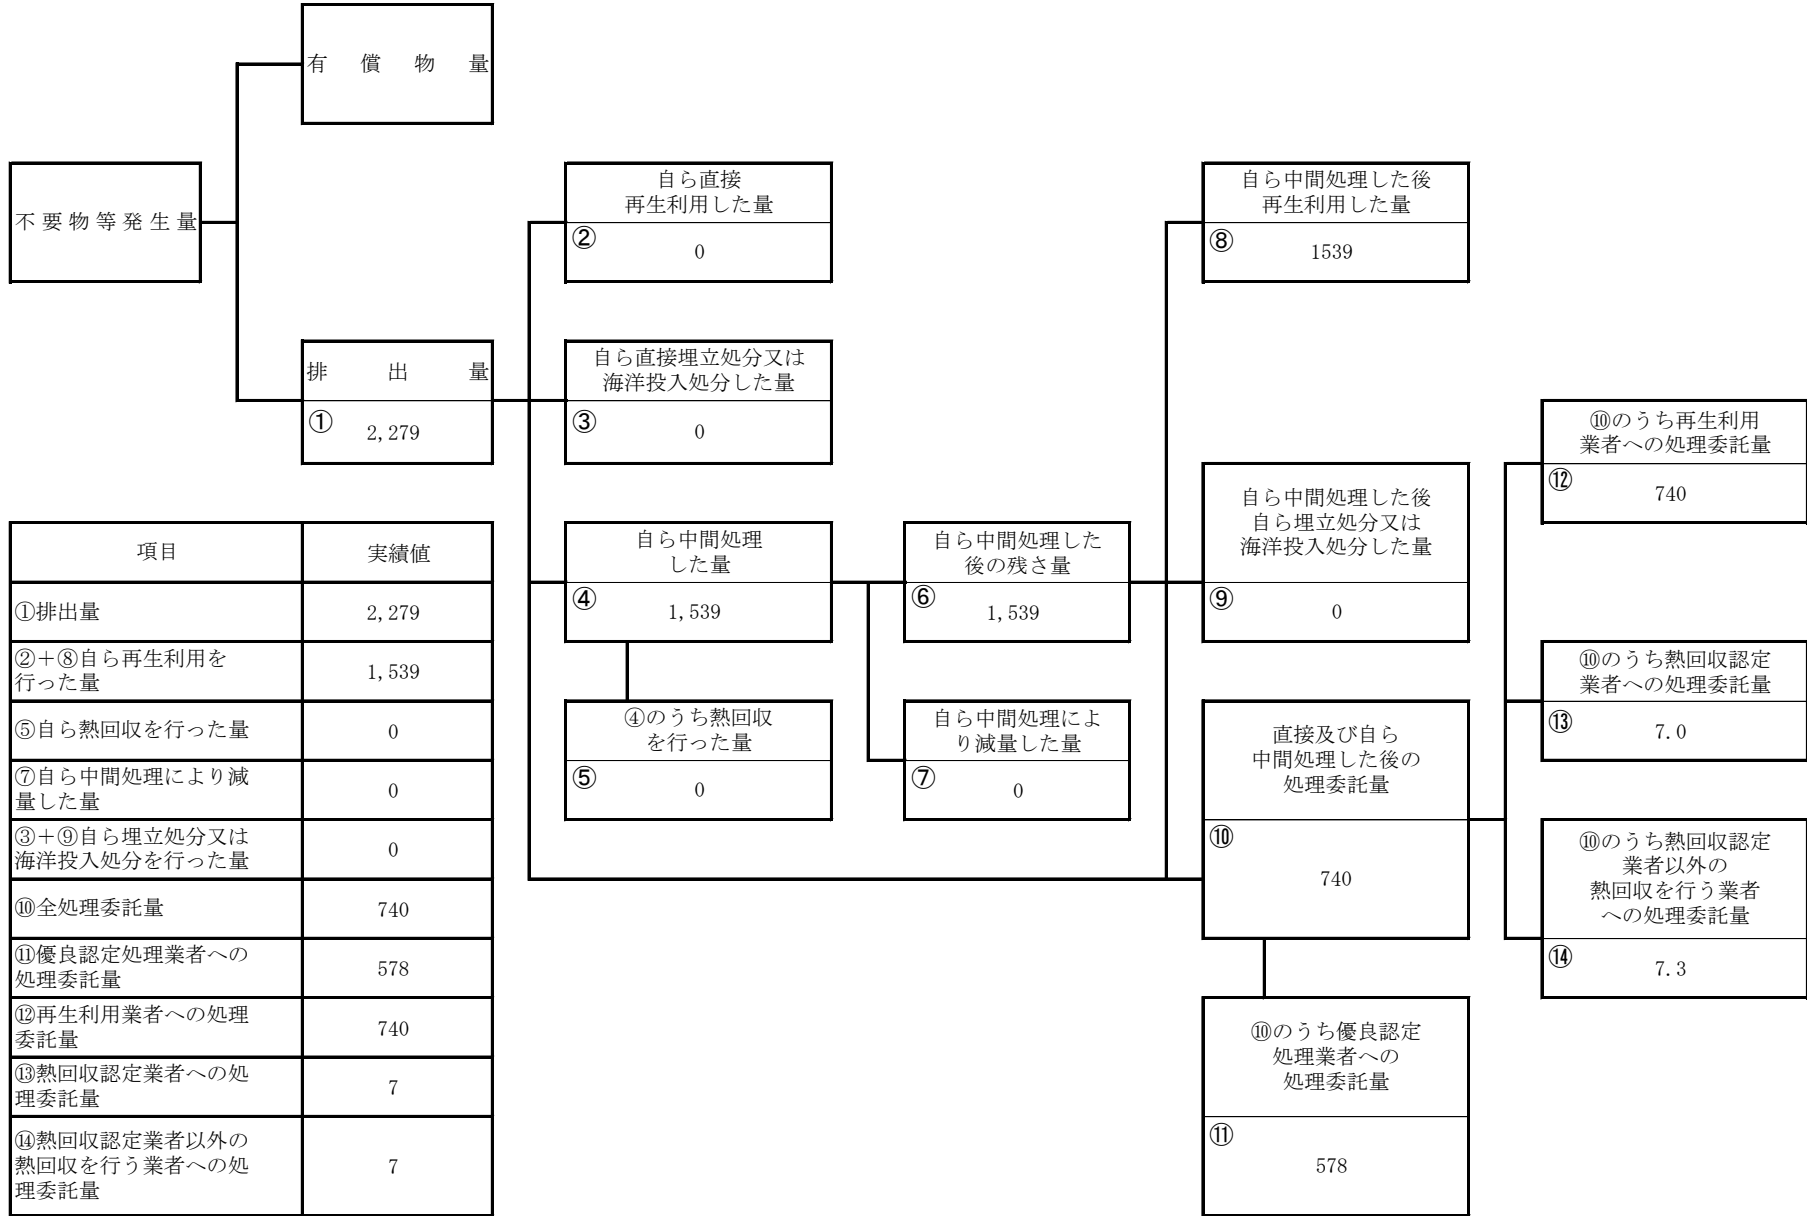 有償物量
不要物等発生量
排出量
① 2,279
自ら直接
再生利用した量
② 0
自ら直接埋立処分又は
海洋投入処分した量
③ 0
自ら中間処理
した量
④ 1,539
④のうち熱回収
を行った量
⑤ 0
自ら中間処理した
後の残さ量
⑥ 1,539
自ら中間処理によ
り減量した量
⑦ 0
自ら中間処理した後
再生利用した量
⑧ 1539
自ら中間処理した後
自ら埋立処分又は
海洋投入処分した量
⑨ 0
直接及び自ら
中間処理した後の
処理委託量
⑩
740
⑩のうち優良認定
処理業者への
処理委託量
⑪
578
⑩のうち再生利用
業者への処理委託量
⑫ 740
⑩のうち熱回収認定
業者への処理委託量
⑬ 7.0
⑩のうち熱回収認定
業者以外の
熱回収を行う業者
への処理委託量
⑭ 7.3
項目 実績値
①排出量 2,279
②+⑧自ら再生利用を
行った量 1,539
⑤自ら熱回収を行った量 0
⑦自ら中間処理により減
量した量 0
③+⑨自ら埋立処分又は
海洋投入処分を行った量 0
⑩全処理委託量 740
⑪優良認定処理業者への
処理委託量 578
⑫再生利用業者への処理
委託量 740
⑬熱回収認定業者への処
理委託量 7
⑭熱回収認定業者以外の
熱回収を行う業者への処
理委託量 7